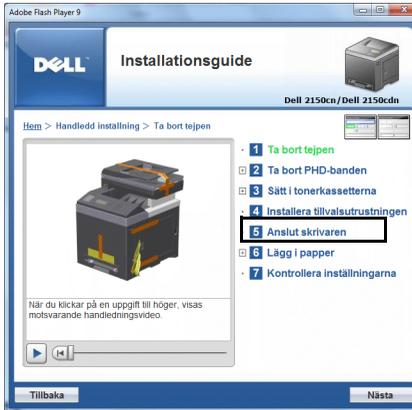 Adobe Flash Player 9
DELL
Installationsguide
Dell 2150cn/Dell 2150cdn
Hem > Handledd inställning > Ta bort tejpen
1 Ta bort tejpen
2 Ta bort PHD-banden
3 Sätt i tonerkassetterna
4 Installera tillvalsutrustningen
5 Anslut skrivaren
6 Lägg i papper
7 Kontrollera inställningarna
När du klickar på en uppgift till höger, visas
motsvarande handledningsvideo.
Tillbaka
Nästa